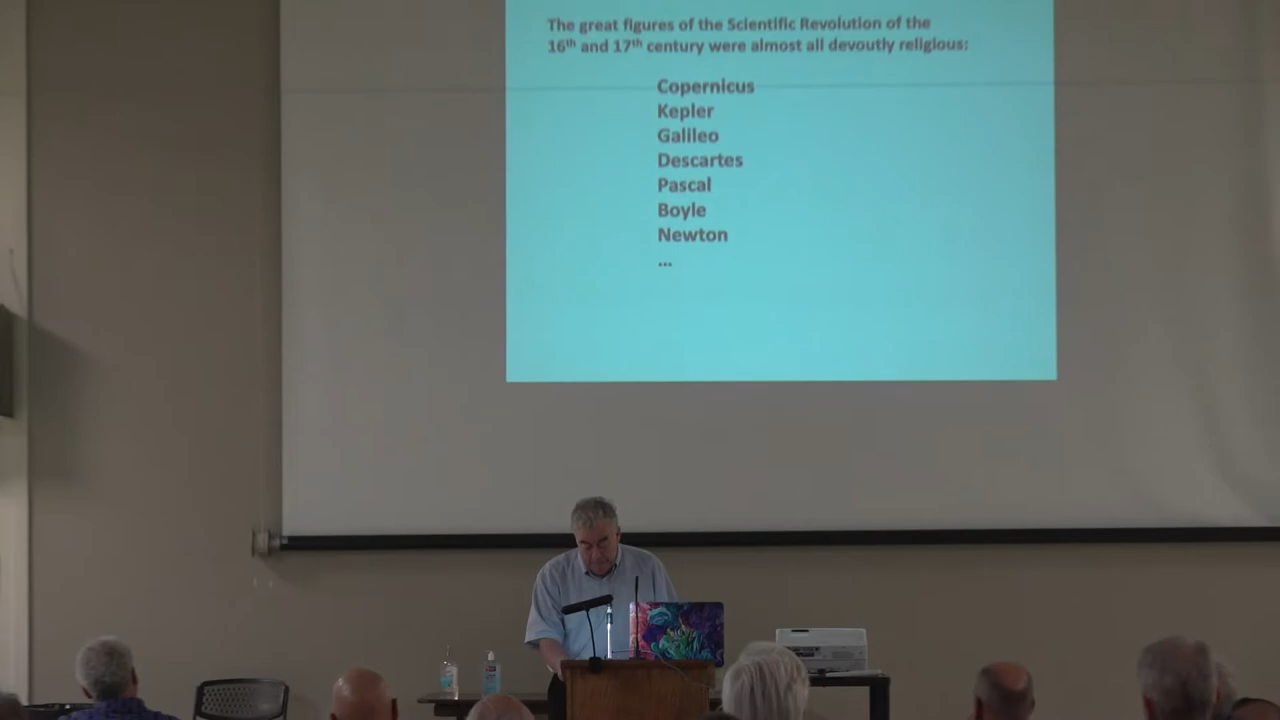 The great figures of the Scientific Revolution of the
16th and 17th century were almost all devoutly religious:
Copernicus
Kepler
Galileo
Descartes
Pascal
Boyle
Newton
...